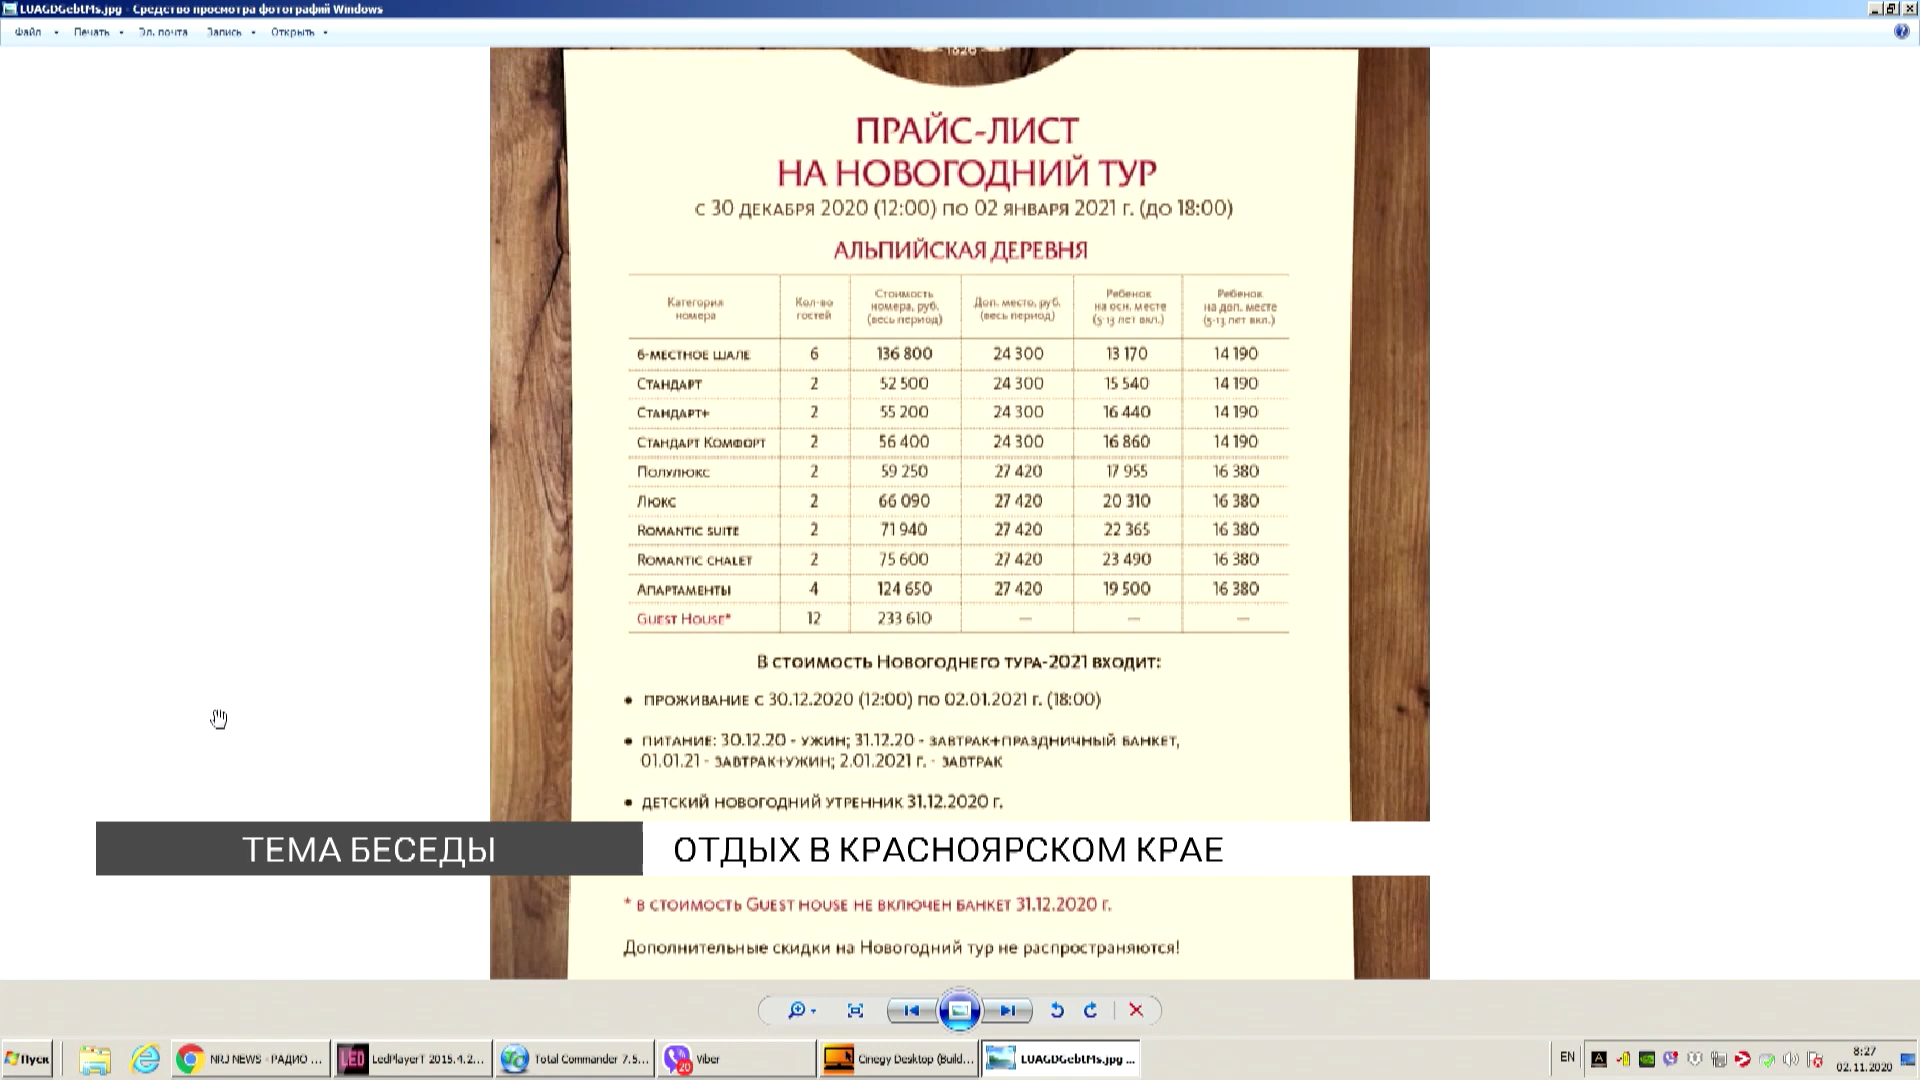 LUAGDGebtMs.jpg - Средство просмотра фотографий Windows
Файл Печать Эл. почта Запись Открыть
1826
ПРАЙС-ЛИСТ
НА НОВОГОДНИЙ ТУР
С 30 ДЕКАБРЯ 2020 (12:00) ПО 02 ЯНВАРЯ 2021 Г. (ДО 18:00)
АЛЬПИЙСКАЯ ДЕРЕВНЯ
Категория номера Кол-во гостей Стоимость номера, руб. (весь период) Доп. место, руб. (весь период) Ребенок на осн. месте (5-13 лет вкл.) Ребенок на доп. месте (5-13 лет вкл.)
6-МЕСТНОЕ ШАЛЕ 6 136 800 24 300 13 170 14 190
СТАНДАРТ 2 52 500 24 300 15 540 14 190
СТАНДАРТ+ 2 55 200 24 300 16 440 14 190
СТАНДАРТ КОМФОРТ 2 56 400 24 300 16 860 14 190
ПОЛУЛЮКС 2 59 250 27 420 17 955 16 380
ЛЮКС 2 66 090 27 420 20 310 16 380
ROMANTIC SUITE 2 71 940 27 420 22 365 16 380
ROMANTIC CHALET 2 75 600 27 420 23 490 16 380
АПАРТАМЕНТЫ 4 124 650 27 420 19 500 16 380
GUEST HOUSE* 12 233 610 — — —
В СТОИМОСТЬ НОВОГОДНЕГО ТУРА-2021 ВХОДИТ:
• ПРОЖИВАНИЕ С 30.12.2020 (12:00) ПО 02.01.2021 Г. (18:00)
• ПИТАНИЕ: 30.12.20 - УЖИН; 31.12.20 - ЗАВТРАК+ПРАЗДНИЧНЫЙ БАНКЕТ,
01.01.21 - ЗАВТРАК+УЖИН; 2.01.2021 Г. - ЗАВТРАК
• ДЕТСКИЙ НОВОГОДНИЙ УТРЕННИК 31.12.2020 Г.
ТЕМА БЕСЕДЫ ОТДЫХ В КРАСНОЯРСКОМ КРАЕ
* В СТОИМОСТЬ GUEST HOUSE НЕ ВКЛЮЧЕН БАНКЕТ 31.12.2020 Г.
Дополнительные скидки на Новогодний тур не распространяются!
Пуск NRJ NEWS - РАДИО ... LED LedPlayerT 2015.4.2... Total Commander 7.5... 20 Viber Cinegy Desktop (Build... LUAGDGebtMs.jpg ... EN 8:27
02.11.2020